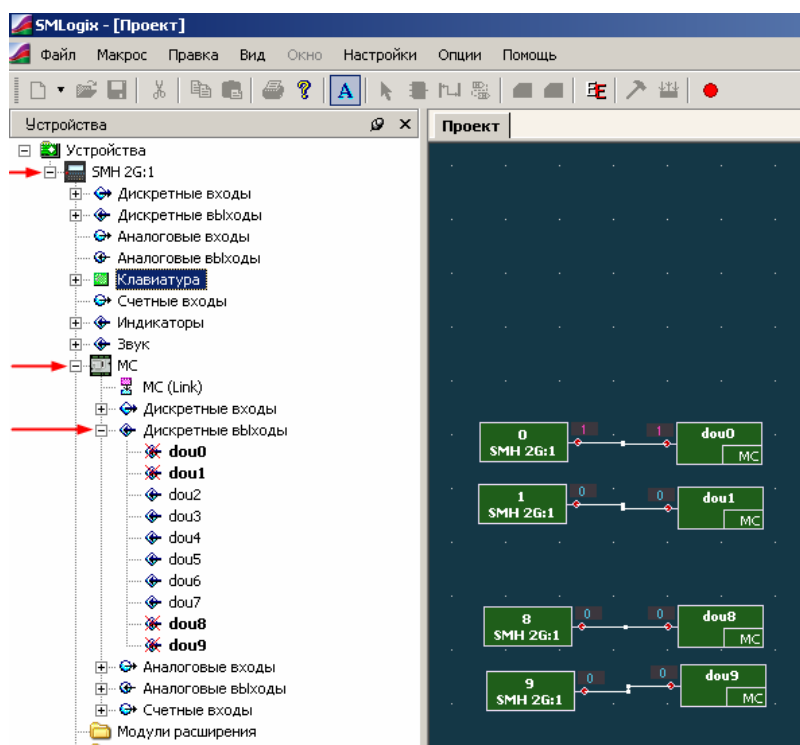 SMLogix - [Проект]
Файл Макрос Правка Вид Окно Настройки Опции Помощь
A
Устройства
Проект
Устройства
SMH 2G:1
Дискретные входы
Дискретные выходы
Аналоговые входы
Аналоговые выходы
Клавиатура
Счетные входы
Индикаторы
Звук
MC
MC (Link)
Дискретные входы
Дискретные выходы
dou0
dou1
dou2
dou3
dou4
dou5
dou6
dou7
dou8
dou9
Аналоговые входы
Аналоговые выходы
Счетные входы
Модули расширения
0
SMH 2G:1
1
1
dou0
MC
1
SMH 2G:1
0
0
dou1
MC
8
SMH 2G:1
0
0
dou8
MC
9
SMH 2G:1
0
0
dou9
MC